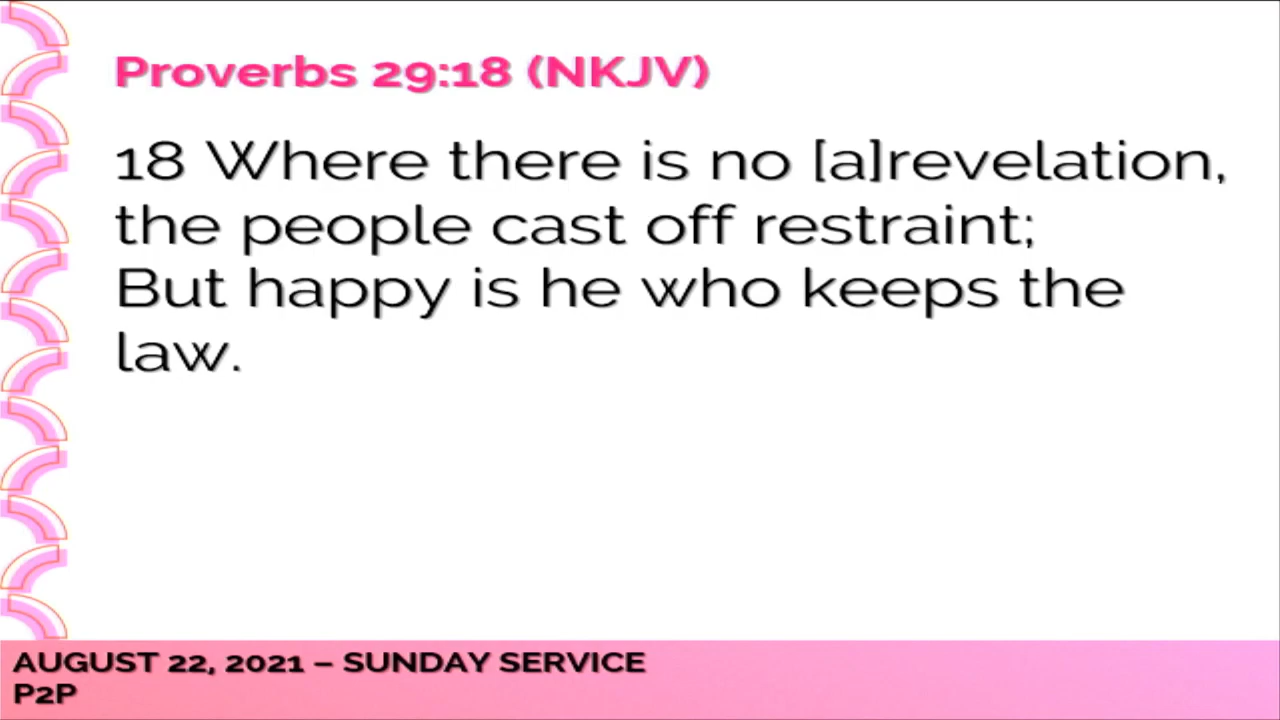 Proverbs 29:18 (NKJV)
18 Where there is no [a]revelation,
the people cast off restraint;
But happy is he who keeps the
law.
AUGUST 22, 2021 – SUNDAY SERVICE
P2P